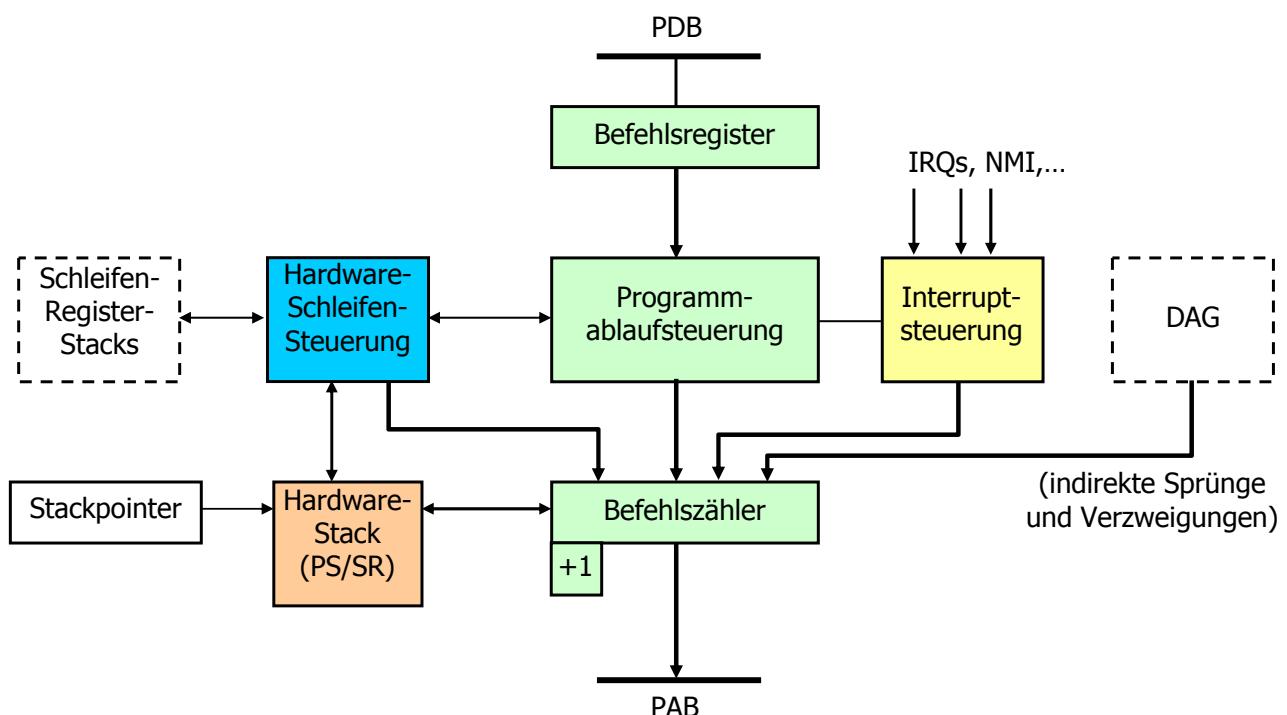 PDB
Befehlsregister
IRQs, NMI,...
Schleifen-
Register-
Stacks
Hardware-
Schleifen-
Steuerung
Programm-
ablaufsteuerung
Interrupt-
steuerung
DAG
Stackpointer
Hardware-
Stack
(PS/SR)
Befehlszähler
+1
(indirekte Sprünge
und Verzweigungen)
PAB